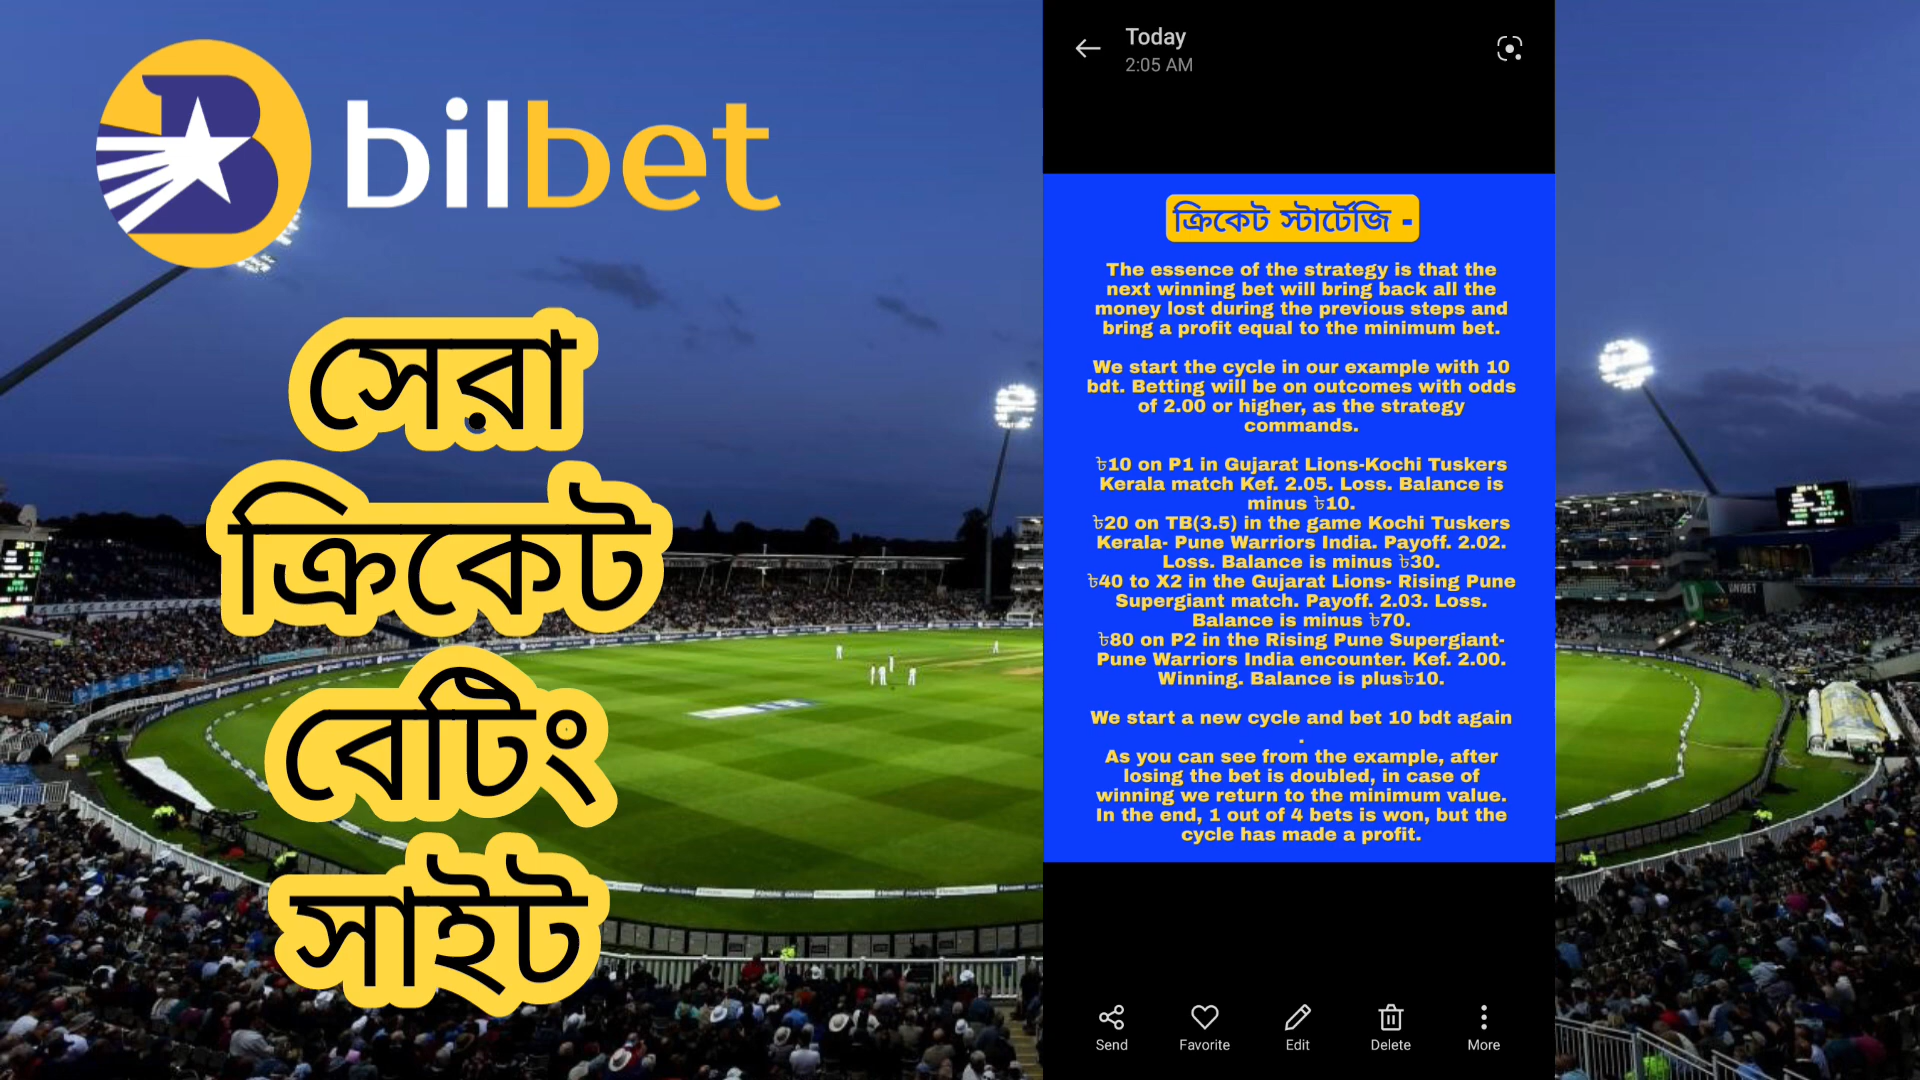 bilbet
সেরা
ক্রিকেট
বেটিং
সাইট
Today
2:05 AM
ক্রিকেট স্টার্টেজি -
The essence of the strategy is that the
next winning bet will bring back all the
money lost during the previous steps and
bring a profit equal to the minimum bet.
We start the cycle in our example with 10
bdt. Betting will be on outcomes with odds
of 2.00 or higher, as the strategy
commands.
৳10 on P1 in Gujarat Lions-Kochi Tuskers
Kerala match Kef. 2.05. Loss. Balance is
minus ৳10.
৳20 on TB(3.5) in the game Kochi Tuskers
Kerala- Pune Warriors India. Payoff. 2.02.
Loss. Balance is minus ৳30.
৳40 to X2 in the Gujarat Lions- Rising Pune
Supergiant match. Payoff. 2.03. Loss.
Balance is minus ৳70.
৳80 on P2 in the Rising Pune Supergiant-
Pune Warriors India encounter. Kef. 2.00.
Winning. Balance is plus৳10.
We start a new cycle and bet 10 bdt again
.
As you can see from the example, after
losing the bet is doubled, in case of
winning we return to the minimum value.
In the end, 1 out of 4 bets is won, but the
cycle has made a profit.
UNIBET
Send
Favorite
Edit
Delete
More